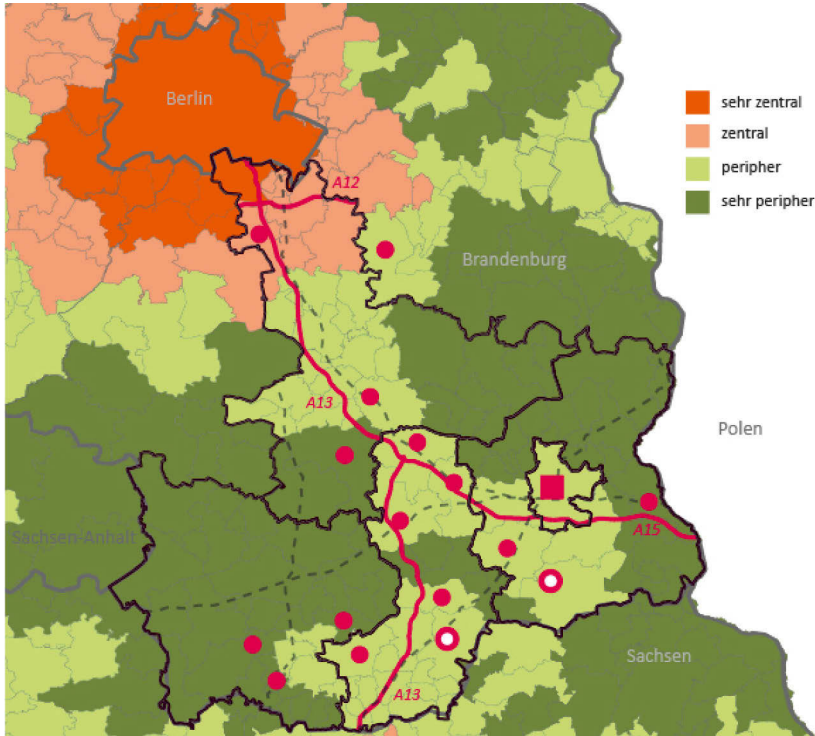 Berlin
sehr zentral
zentral
peripher
sehr peripher
A12
Brandenburg
A13
Polen
A15
Sachsen-Anhalt
Sachsen
A13